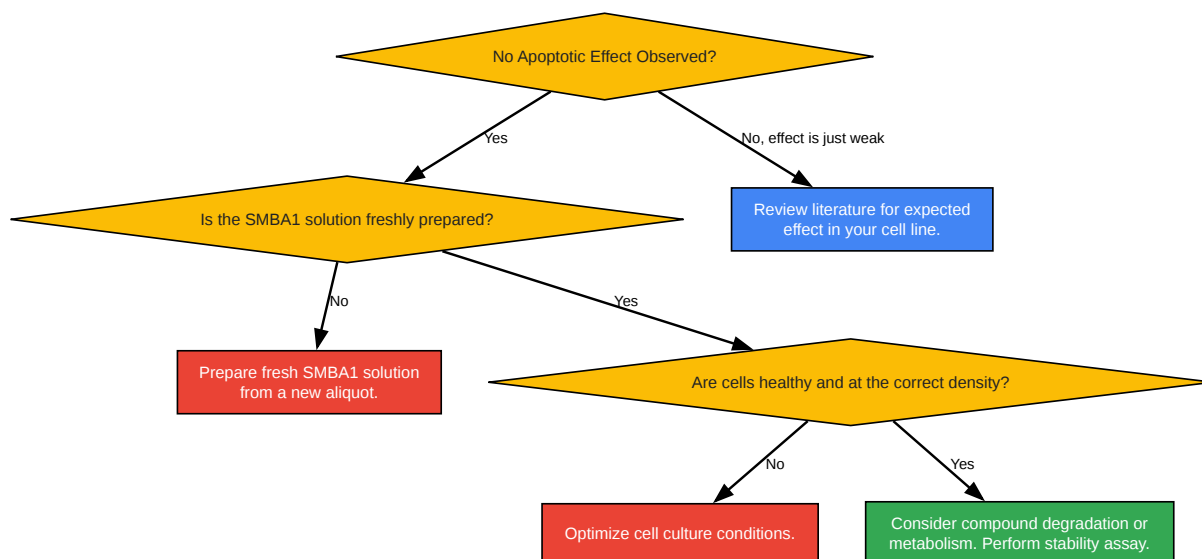 No Apoptotic Effect Observed?
Yes
No, effect is just weak
Is the SMBA1 solution freshly prepared?
Review literature for expected
effect in your cell line.
No
Yes
Prepare fresh SMBA1 solution
from a new aliquot.
Are cells healthy and at the correct density?
No
Yes
Optimize cell culture conditions.
Consider compound degradation or
metabolism. Perform stability assay.